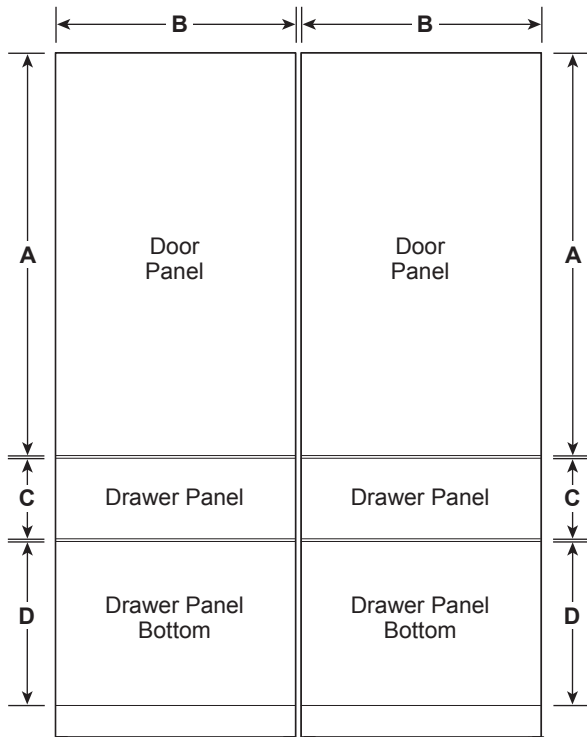 B B
Door Door
Panel Panel
A A
Drawer Panel Drawer Panel
C C
Drawer Panel Drawer Panel
Bottom Bottom
D D